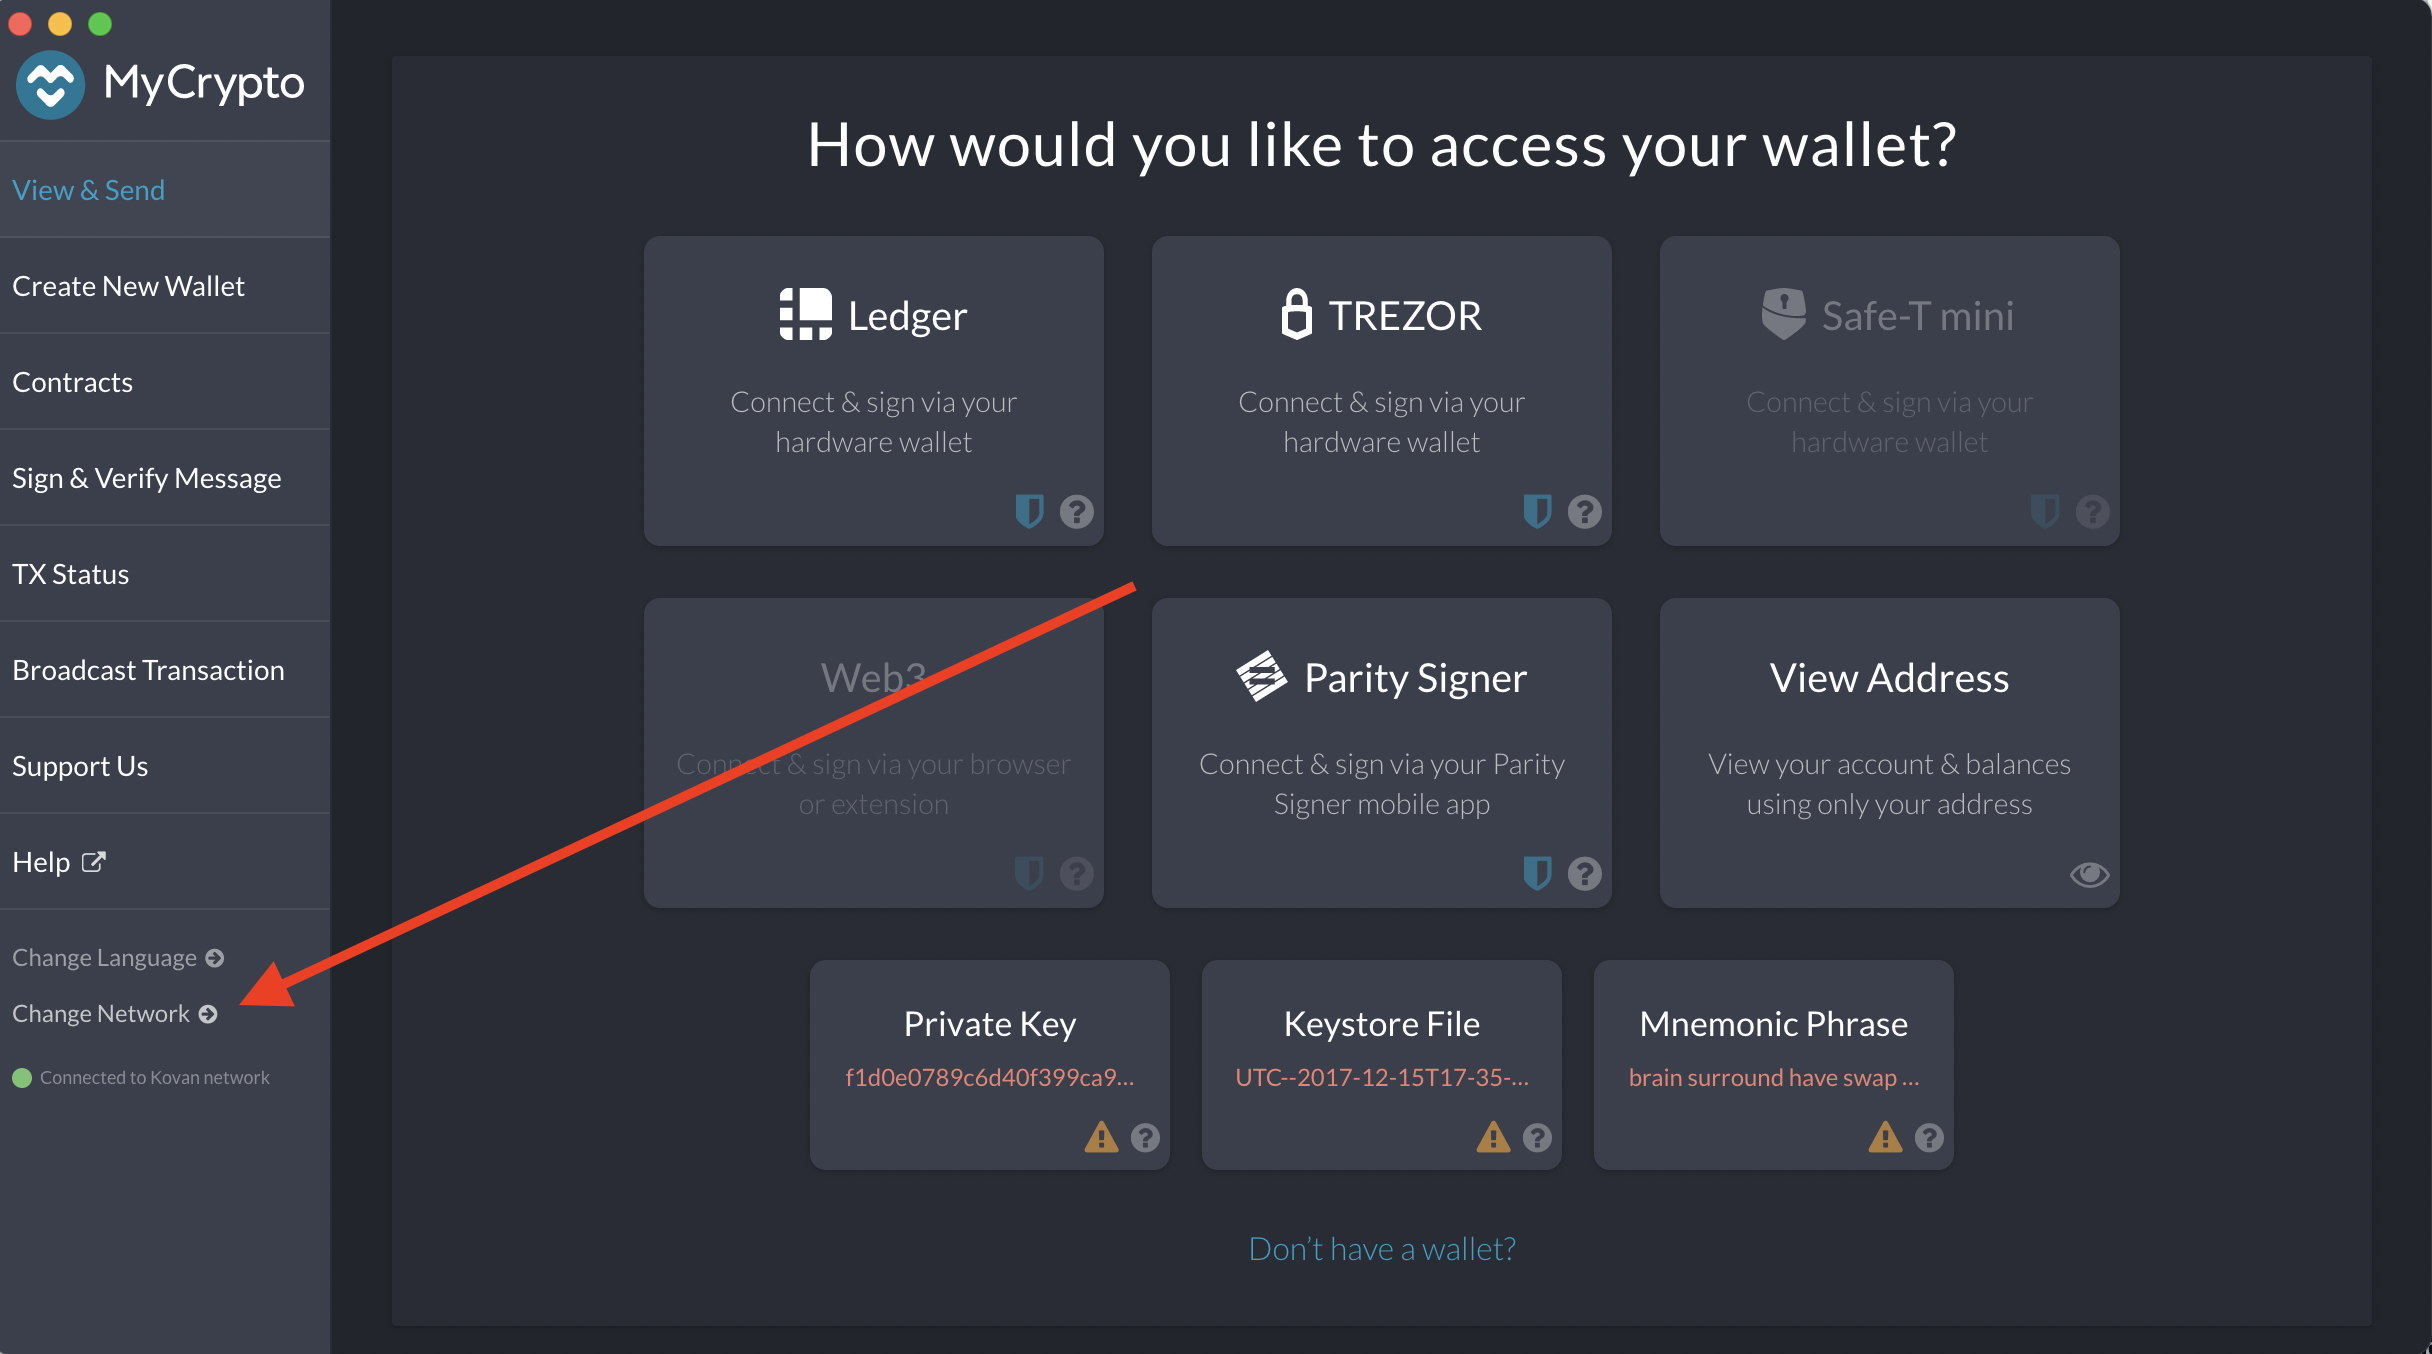 MyCrypto
View & Send
Create New Wallet
Contracts
Sign & Verify Message
TX Status
Broadcast Transaction
Support Us
Help
Change Language
Change Network
Connected to Kovan network
How would you like to access your wallet?
Ledger
Connect & sign via your
hardware wallet
TREZOR
Connect & sign via your
hardware wallet
Safe-T mini
Connect & sign via your
hardware wallet
Web3
Connect & sign via your browser
or extension
Parity Signer
Connect & sign via your Parity
Signer mobile app
View Address
View your account & balances
using only your address
Private Key
f1d0e0789c6d40f399ca9...
Keystore File
UTC--2017-12-15T17-35-...
Mnemonic Phrase
brain surround have swap ...
Don't have a wallet?